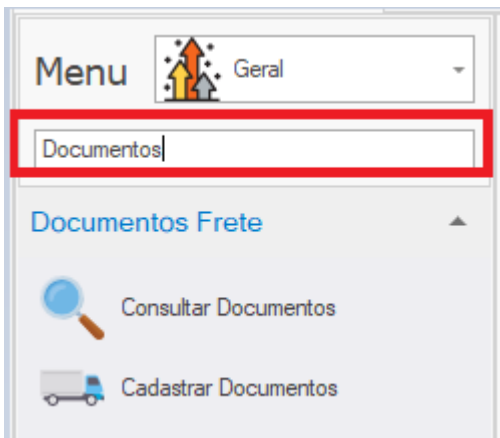 Menu Geral
Documentos
Documentos Frete
Consultar Documentos
Cadastrar Documentos